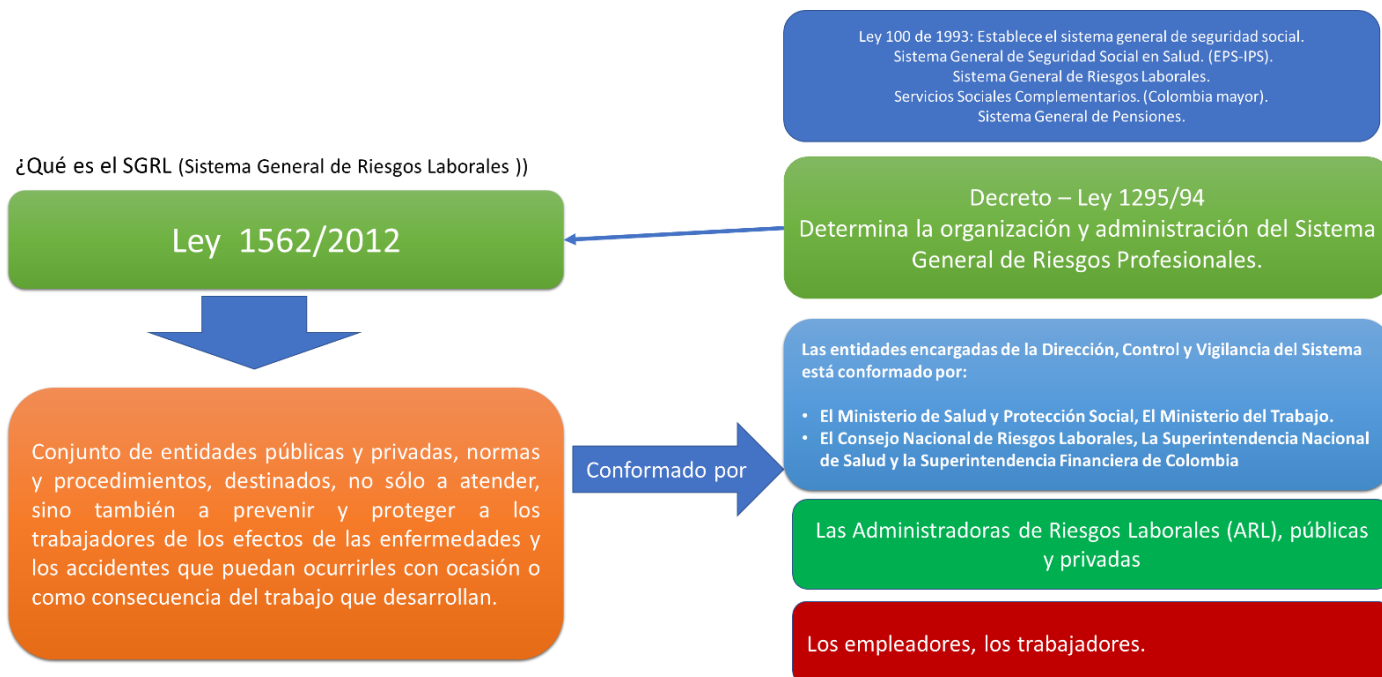 Ley 100 de 1993: Establece el sistema general de seguridad social.
Sistema General de Seguridad Social en Salud. (EPS-IPS).
Sistema General de Riesgos Laborales.
Servicios Sociales Complementarios. (Colombia mayor).
Sistema General de Pensiones.
¿Qué es el SGRL (Sistema General de Riesgos Laborales ))
Ley 1562/2012
Decreto – Ley 1295/94
Determina la organización y administración del Sistema
General de Riesgos Profesionales.
Conjunto de entidades públicas y privadas, normas
y procedimientos, destinados, no sólo a atender,
sino también a prevenir y proteger a los
trabajadores de los efectos de las enfermedades y
los accidentes que puedan ocurrirles con ocasión o
como consecuencia del trabajo que desarrollan.
Conformado por
Las entidades encargadas de la Dirección, Control y Vigilancia del Sistema
está conformado por:
• El Ministerio de Salud y Protección Social, El Ministerio del Trabajo.
• El Consejo Nacional de Riesgos Laborales, La Superintendencia Nacional
de Salud y la Superintendencia Financiera de Colombia
Las Administradoras de Riesgos Laborales (ARL), públicas
y privadas
Los empleadores, los trabajadores.